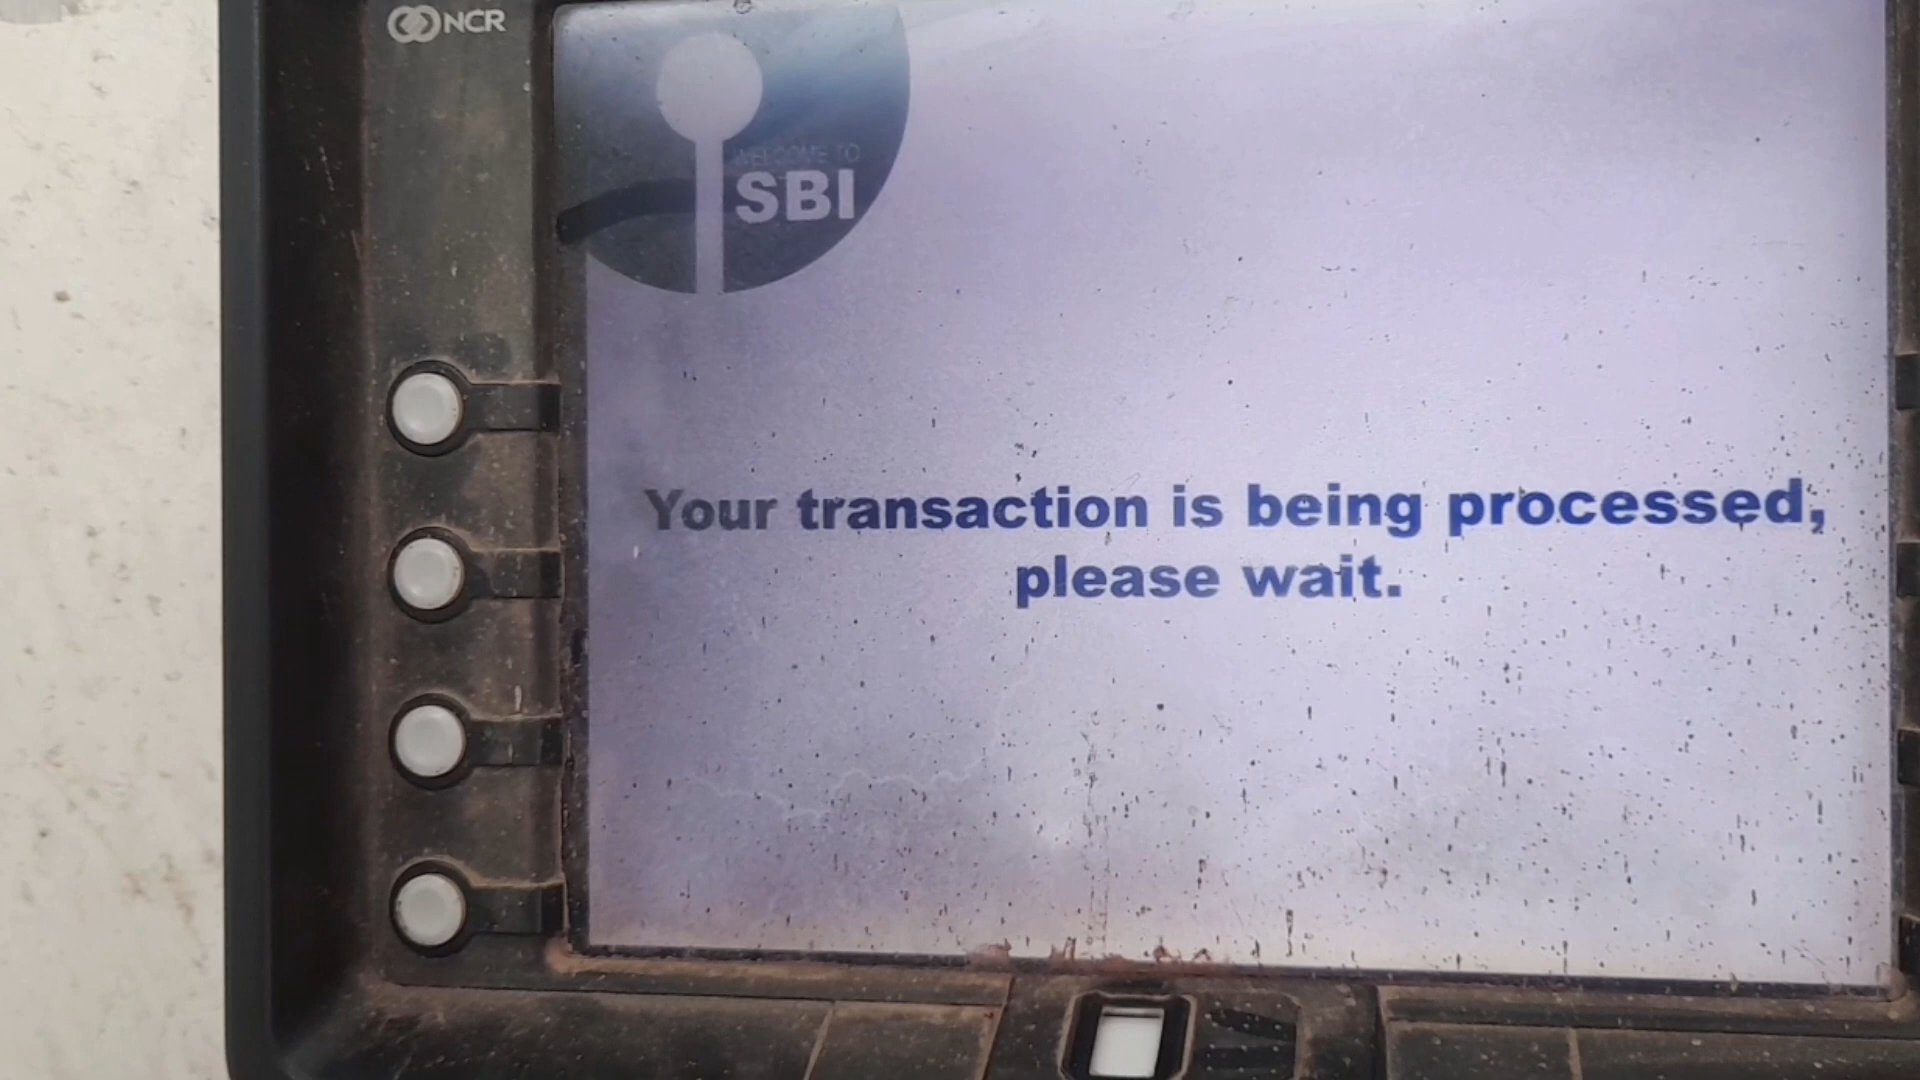 NCR
WELCOME TO
SBI
Your transaction is being processed,
please wait.